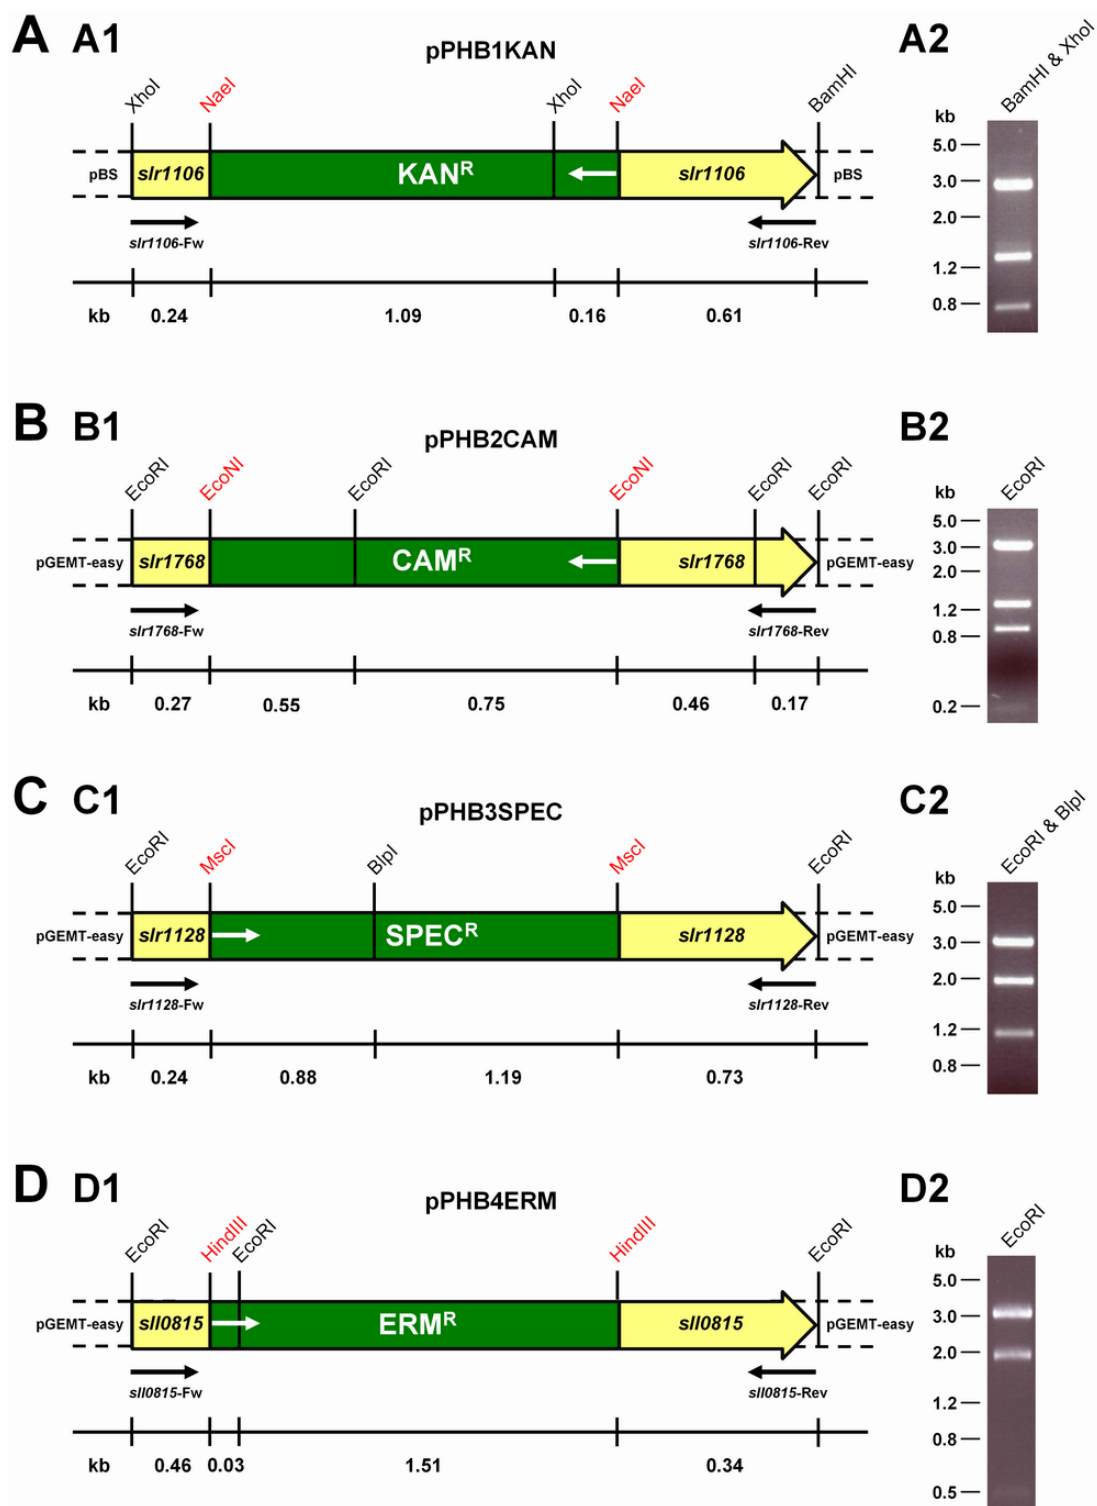 A A1 pPHB1KAN A2
XhoI NaeI XhoI NaeI BamHI BamHI & XhoI
kb
5.0
3.0
2.0
1.2
0.8
pBS slr1106 KANR slr1106 pBS
slr1106-Fw slr1106-Rev
kb 0.24 1.09 0.16 0.61
B B1 pPHB2CAM B2
EcoRI EcoNI EcoRI EcoNI EcoRI EcoRI EcoRI
kb
5.0
3.0
2.0
1.2
0.8
0.2
pGEMT-easy slr1768 CAMR slr1768 pGEMT-easy
slr1768-Fw slr1768-Rev
kb 0.27 0.55 0.75 0.46 0.17
C C1 pPHB3SPEC C2
EcoRI MscI BlpI MscI EcoRI EcoRI & BlpI
kb
5.0
3.0
2.0
1.2
0.8
pGEMT-easy slr1128 SPECR slr1128 pGEMT-easy
slr1128-Fw slr1128-Rev
kb 0.24 0.88 1.19 0.73
D D1 pPHB4ERM D2
EcoRI HindIII EcoRI HindIII EcoRI EcoRI
kb
5.0
3.0
2.0
1.2
0.8
0.5
pGEMT-easy sll0815 ERMR sll0815 pGEMT-easy
sll0815-Fw sll0815-Rev
kb 0.46 0.03 1.51 0.34